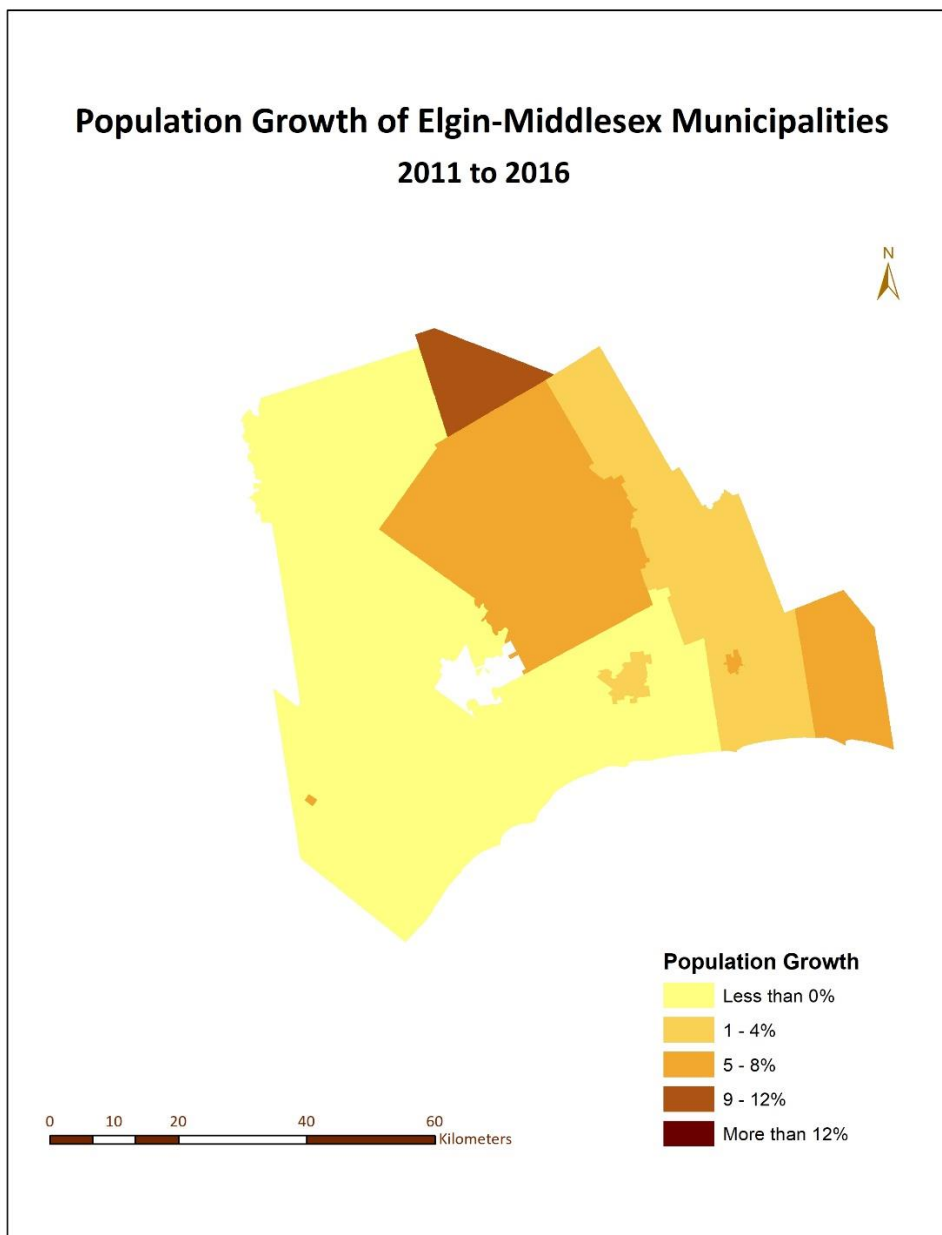 Population Growth of Elgin-Middlesex Municipalities
2011 to 2016
N
Population Growth
Less than 0%
1 - 4%
5 - 8%
9 - 12%
More than 12%
0 10 20 40 60
Kilometers